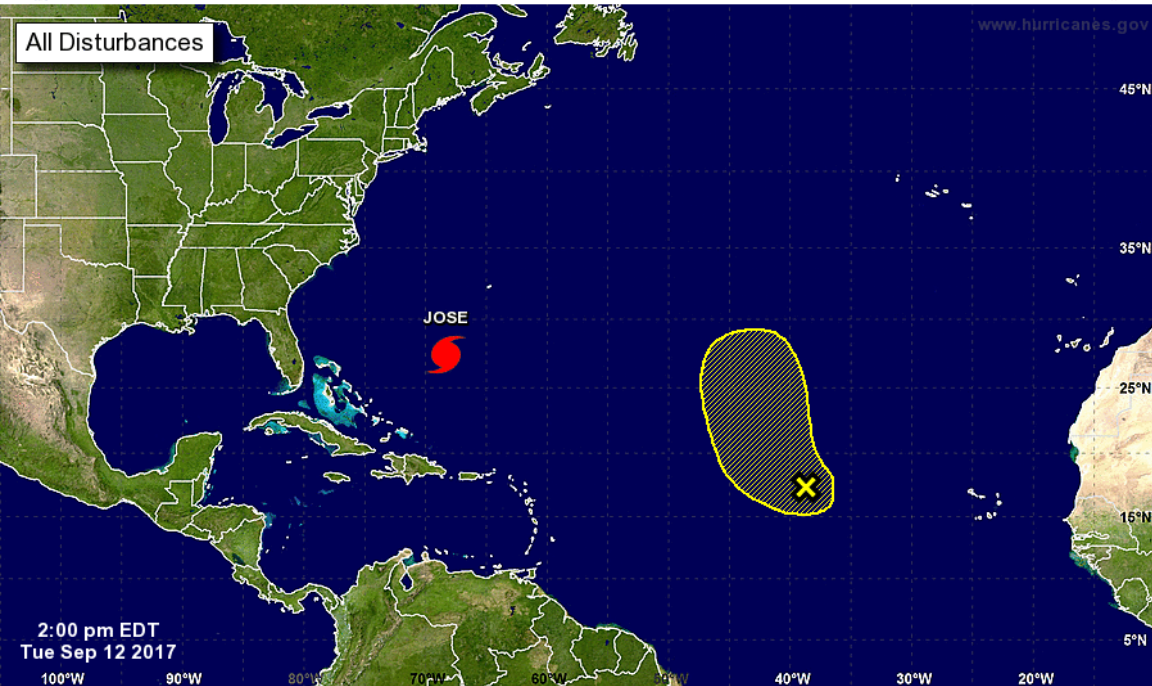 All Disturbances
www.hurricanes.gov
45°N
35°N
JOSE
25°N
15°N
2:00 pm EDT
Tue Sep 12 2017
5°N
100°W 90°W 80°W 70°W 60°W 50°W 40°W 30°W 20°W